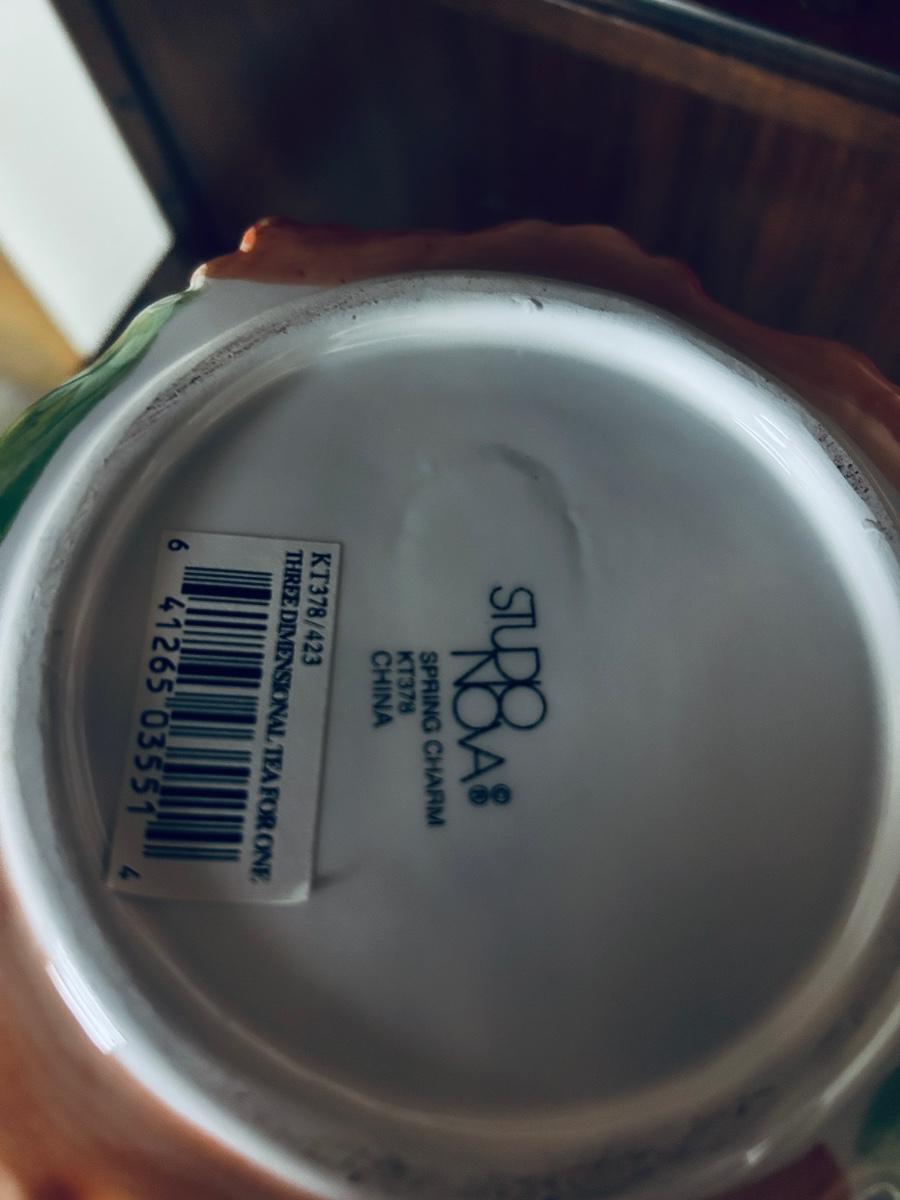 STUDIO
NOVA©®
SPRING CHARM
KT378
CHINA
KT378/423
THREE DIMENSIONAL TEA FOR ONE.
6 41265 03551 4